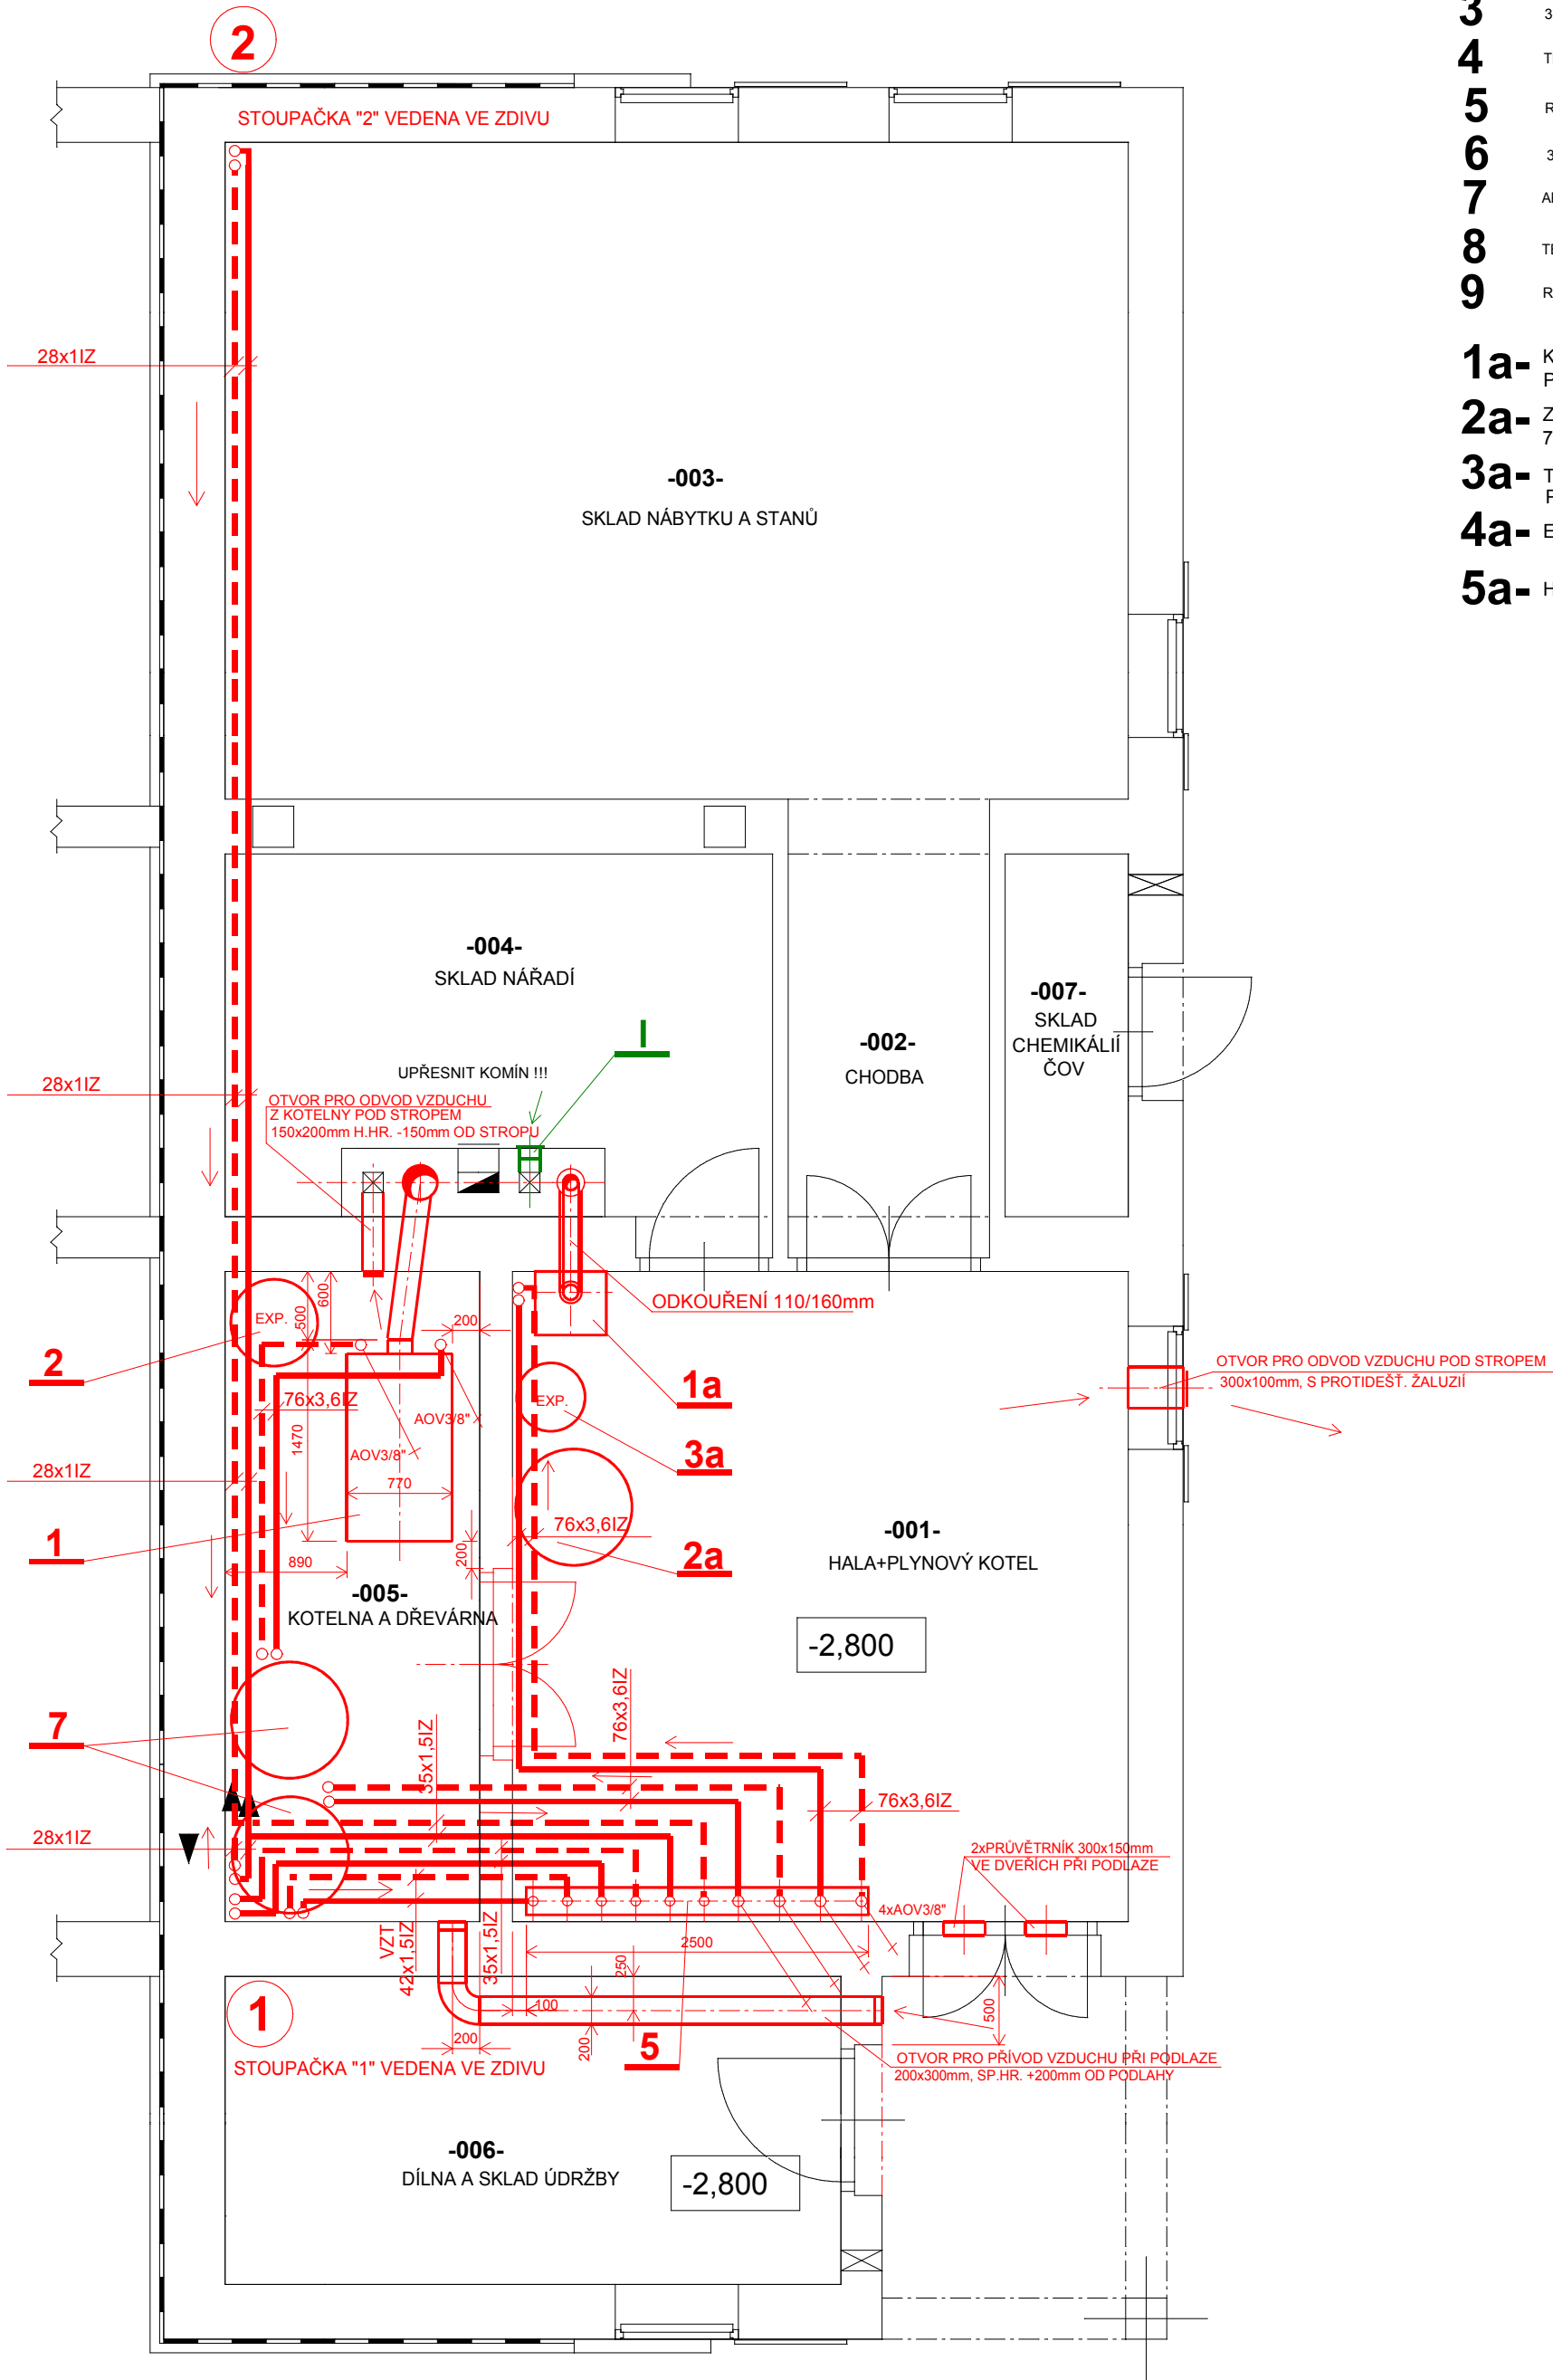 2
STOUPAČKA "2" VEDENA VE ZDIVU
3
3
4
5
R
6
3
7
8
9
R
28x1IZ
1a- K
P
2a- Z
7
3a- T
4a- E
5a- H
-003-
SKLAD NÁBYTKU A STANŮ
-004-
SKLAD NÁŘADÍ
-007-
SKLAD
CHEMIKÁLIÍ
ČOV
-002-
CHODBA
I
UPŘESNIT KOMÍN !!!
28x1IZ
OTVOR PRO ODVOD VZDUCHU
Z KOTELNY POD STROPEM
150x200mm H.HR. -150mm OD STROPU
ODKOUŘENÍ 110/160mm
EXP.
500
600
200
2
76x3,6IZ
AOV3/8"
AOV3/8"
1470
770
28x1IZ
1
890
200
EXP.
1a
3a
76x3,6IZ
2a
OTVOR PRO ODVOD VZDUCHU POD STROPEM
300x100mm, S PROTIDEŠŤ. ŽALUZIÍ
-001-
HALA+PLYNOVÝ KOTEL
-005-
KOTELNA A DŘEVÁRNA
-2,800
7
35x1,5IZ
76x3,6IZ
76x3,6IZ
28x1IZ
2xPRŮVĚTRNÍK 300x150mm
VE DVEŘÍCH PŘI PODLAZE
4xAOV3/8"
VZT
42x1,5IZ
35x1,5IZ
2500
250
100
200
200
500
5
1
STOUPAČKA "1" VEDENA VE ZDIVU
OTVOR PRO PŘÍVOD VZDUCHU PŘI PODLAZE
200x300mm, SP.HR. +200mm OD PODLAHY
-006-
DÍLNA A SKLAD ÚDRŽBY
-2,800